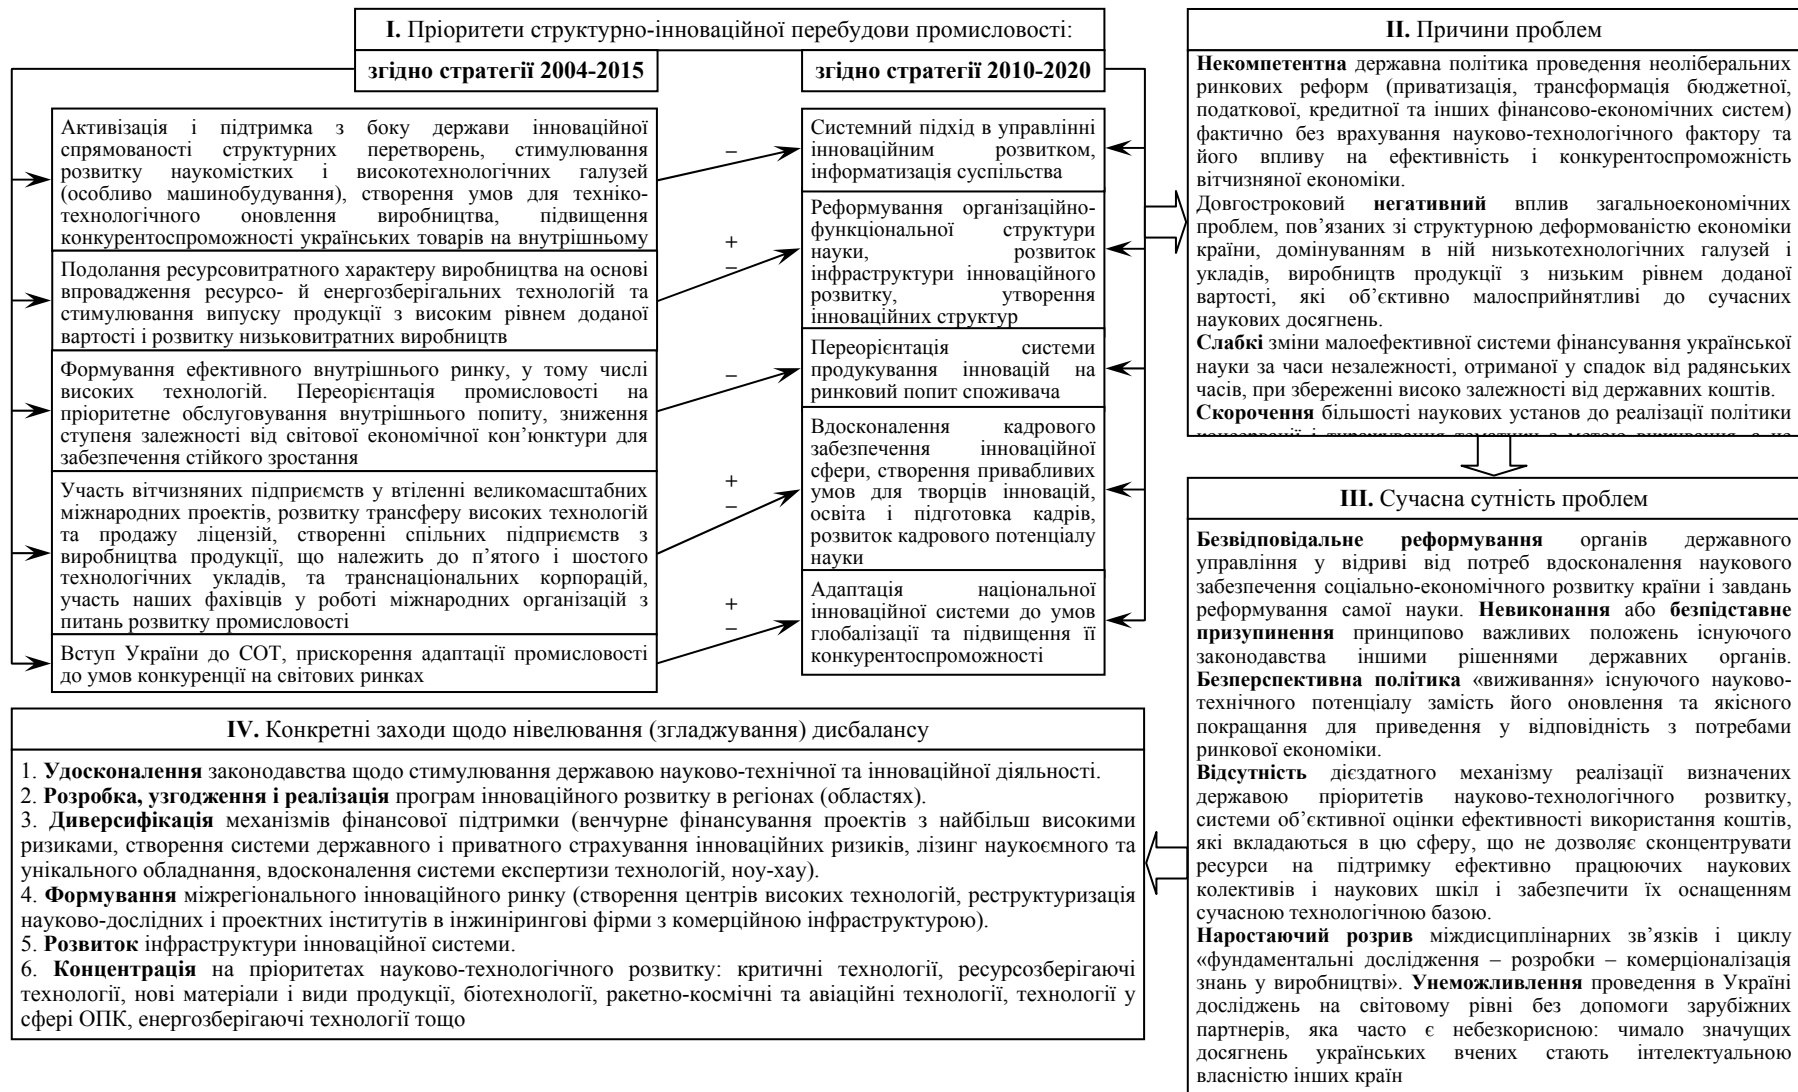 I. Пріоритети структурно-інноваційної перебудови промисловості:
згідно стратегії 2004-2015
згідно стратегії 2010-2020
Активізація і підтримка з боку держави інноваційної
спрямованості структурних перетворень, стимулювання
розвитку наукомістких і високотехнологічних галузей
(особливо машинобудування), створення умов для техніко-
технологічного оновлення виробництва, підвищення
конкурентоспроможності українських товарів на внутрішньому
Подолання ресурсовитратного характеру виробництва на основі
впровадження ресурсо- й енергозберігальних технологій та
стимулювання випуску продукції з високим рівнем доданої
вартості і розвитку низьковитратних виробництв
Формування ефективного внутрішнього ринку, у тому числі
високих технологій. Переорієнтація промисловості на
пріоритетне обслуговування внутрішнього попиту, зниження
ступеня залежності від світової економічної кон’юнктури для
забезпечення стійкого зростання
Участь вітчизняних підприємств у втіленні великомасштабних
міжнародних проектів, розвитку трансферу високих технологій
та продажу ліцензій, створенні спільних підприємств з
виробництва продукції, що належить до п’ятого і шостого
технологічних укладів, та транснаціональних корпорацій,
участь наших фахівців у роботі міжнародних організацій з
питань розвитку промисловості
Вступ України до СОТ, прискорення адаптації промисловості
до умов конкуренції на світових ринках
–
+
–
–
+
–
+
–
Системний підхід в управлінні
інноваційним розвитком,
інформатизація суспільства
Реформування організаційно-
функціональної структури
науки, розвиток
інфраструктури інноваційного
розвитку, утворення
інноваційних структур
Переорієнтація системи
продукування інновацій на
ринковий попит споживача
Вдосконалення кадрового
забезпечення інноваційної
сфери, створення привабливих
умов для творців інновацій,
освіта і підготовка кадрів,
розвиток кадрового потенціалу
науки
Адаптація національної
інноваційної системи до умов
глобалізації та підвищення її
конкурентоспроможності
II. Причини проблем
Некомпетентна державна політика проведення неоліберальних
ринкових реформ (приватизація, трансформація бюджетної,
податкової, кредитної та інших фінансово-економічних систем)
фактично без врахування науково-технологічного фактору та
його впливу на ефективність і конкурентоспроможність
вітчизняної економіки.
Довгостроковий негативний вплив загальноекономічних
проблем, пов’язаних зі структурною деформованістю економіки
країни, домінуванням в ній низькотехнологічних галузей і
укладів, виробництв продукції з низьким рівнем доданої
вартості, які об’єктивно малосприйнятливі до сучасних
наукових досягнень.
Слабкі зміни малоефективної системи фінансування української
науки за часи незалежності, отриманої у спадок від радянських
часів, при збереженні високо залежності від державних коштів.
Скорочення більшості наукових установ до реалізації політики
III. Сучасна сутність проблем
Безвідповідальне реформування органів державного
управління у відриві від потреб вдосконалення наукового
забезпечення соціально-економічного розвитку країни і завдань
реформування самої науки. Невиконання або безпідставне
призупинення принципово важливих положень існуючого
законодавства іншими рішеннями державних органів.
Безперспективна політика «виживання» існуючого науково-
технічного потенціалу замість його оновлення та якісного
покращання для приведення у відповідність з потребами
ринкової економіки.
Відсутність дієздатного механізму реалізації визначених
державою пріоритетів науково-технологічного розвитку,
системи об’єктивної оцінки ефективності використання коштів,
які вкладаються в цю сферу, що не дозволяє сконцентрувати
ресурси на підтримку ефективно працюючих наукових
колективів і наукових шкіл і забезпечити їх оснащенням
сучасною технологічною базою.
Наростаючий розрив міждисциплінарних зв’язків і циклу
«фундаментальні дослідження – розробки – комерціоналізація
знань у виробництві». Унеможливлення проведення в Україні
досліджень на світовому рівні без допомоги зарубіжних
партнерів, яка часто є небезкорисною: чимало значущих
досягнень українських вчених стають інтелектуальною
власністю інших країн
IV. Конкретні заходи щодо нівелювання (згладжування) дисбалансу
1. Удосконалення законодавства щодо стимулювання державою науково-технічної та інноваційної діяльності.
2. Розробка, узгодження і реалізація програм інноваційного розвитку в регіонах (областях).
3. Диверсифікація механізмів фінансової підтримки (венчурне фінансування проектів з найбільш високими
ризиками, створення системи державного і приватного страхування інноваційних ризиків, лізинг наукоємного та
унікального обладнання, вдосконалення системи експертизи технологій, ноу-хау).
4. Формування міжрегіонального інноваційного ринку (створення центрів високих технологій, реструктуризація
науково-дослідних і проектних інститутів в інжинірингові фірми з комерційною інфраструктурою).
5. Розвиток інфраструктури інноваційної системи.
6. Концентрація на пріоритетах науково-технологічного розвитку: критичні технології, ресурсозберігаючі
технології, нові матеріали і види продукції, біотехнології, ракетно-космічні та авіаційні технології, технології у
сфері ОПК, енергозберігаючі технології тощо